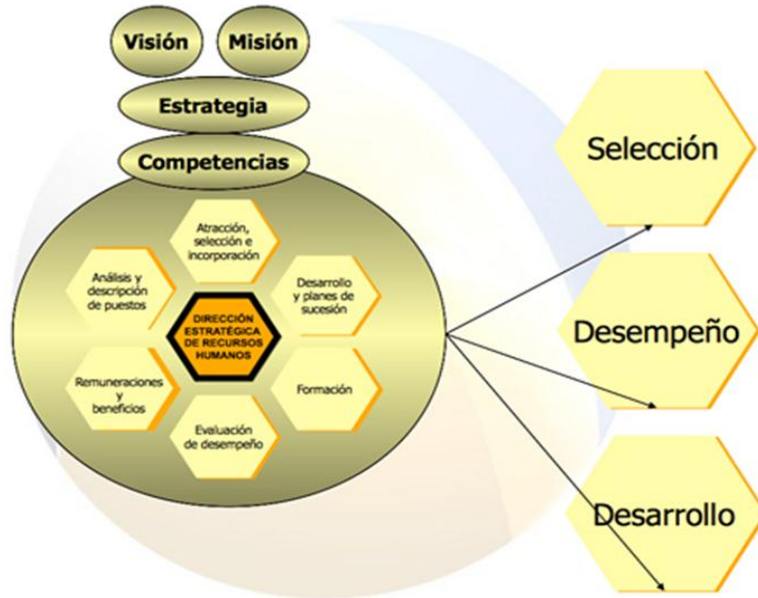 Visión
Misión
Estrategia
Competencias
Atracción,
selección e
incorporación
Análisis y
descripción
de puestos
Desarrollo
y planes de
sucesión
DIRECCIÓN
ESTRATÉGICA
DE RECURSOS
HUMANOS
Remuneraciones
y
beneficios
Formación
Evaluación
de desempeño
Selección
Desempeño
Desarrollo